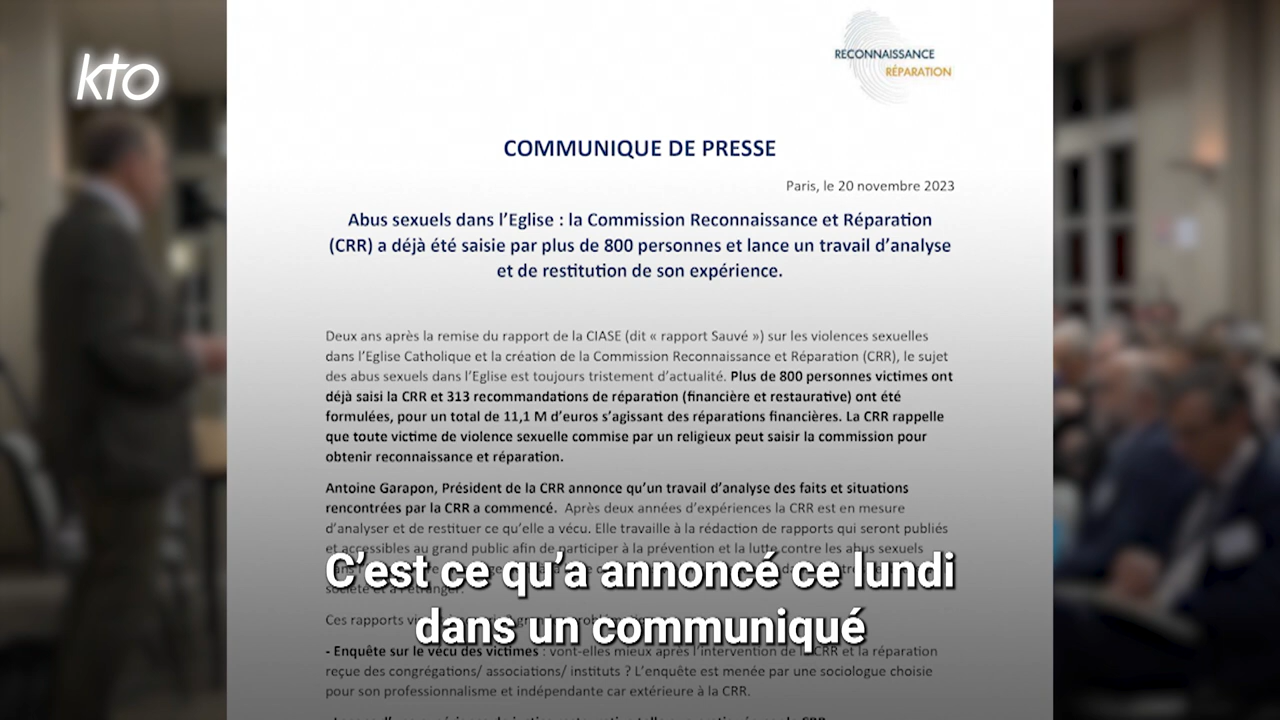 kto
RECONNAISSANCE
RÉPARATION
COMMUNIQUE DE PRESSE
Paris, le 20 novembre 2023
Abus sexuels dans l’Eglise : la Commission Reconnaissance et Réparation
(CRR) a déjà été saisie par plus de 800 personnes et lance un travail d’analyse
et de restitution de son expérience.
Deux ans après la remise du rapport de la CIASE (dit « rapport Sauvé ») sur les violences sexuelles
dans l’Eglise Catholique et la création de la Commission Reconnaissance et Réparation (CRR), le sujet
des abus sexuels dans l’Eglise est toujours tristement d’actualité. Plus de 800 personnes victimes ont
déjà saisi la CRR et 313 recommandations de réparation (financière et restaurative) ont été
formulées, pour un total de 11,1 M d’euros s’agissant des réparations financières. La CRR rappelle
que toute victime de violence sexuelle commise par un religieux peut saisir la commission pour
obtenir reconnaissance et réparation.
Antoine Garapon, Président de la CRR annonce qu’un travail d’analyse des faits et situations
rencontrées par la CRR a commencé. Après deux années d’expériences la CRR est en mesure
d’analyser et de restituer ce qu’elle a vécu. Elle travaille à la rédaction de rapports qui seront publiés
et accessibles au grand public afin de participer à la prévention et la lutte contre les abus sexuels
C’est ce qu’a annoncé ce lundi
société et à l’étranger.
dans un communiqué
Ces rapports
- Enquête sur le vécu des victimes : vont-elles mieux après l’intervention de la CRR et la réparation
reçue des congrégations/ associations/ instituts ? L’enquête est menée par une sociologue choisie
pour son professionnalisme et indépendante car extérieure à la CRR.